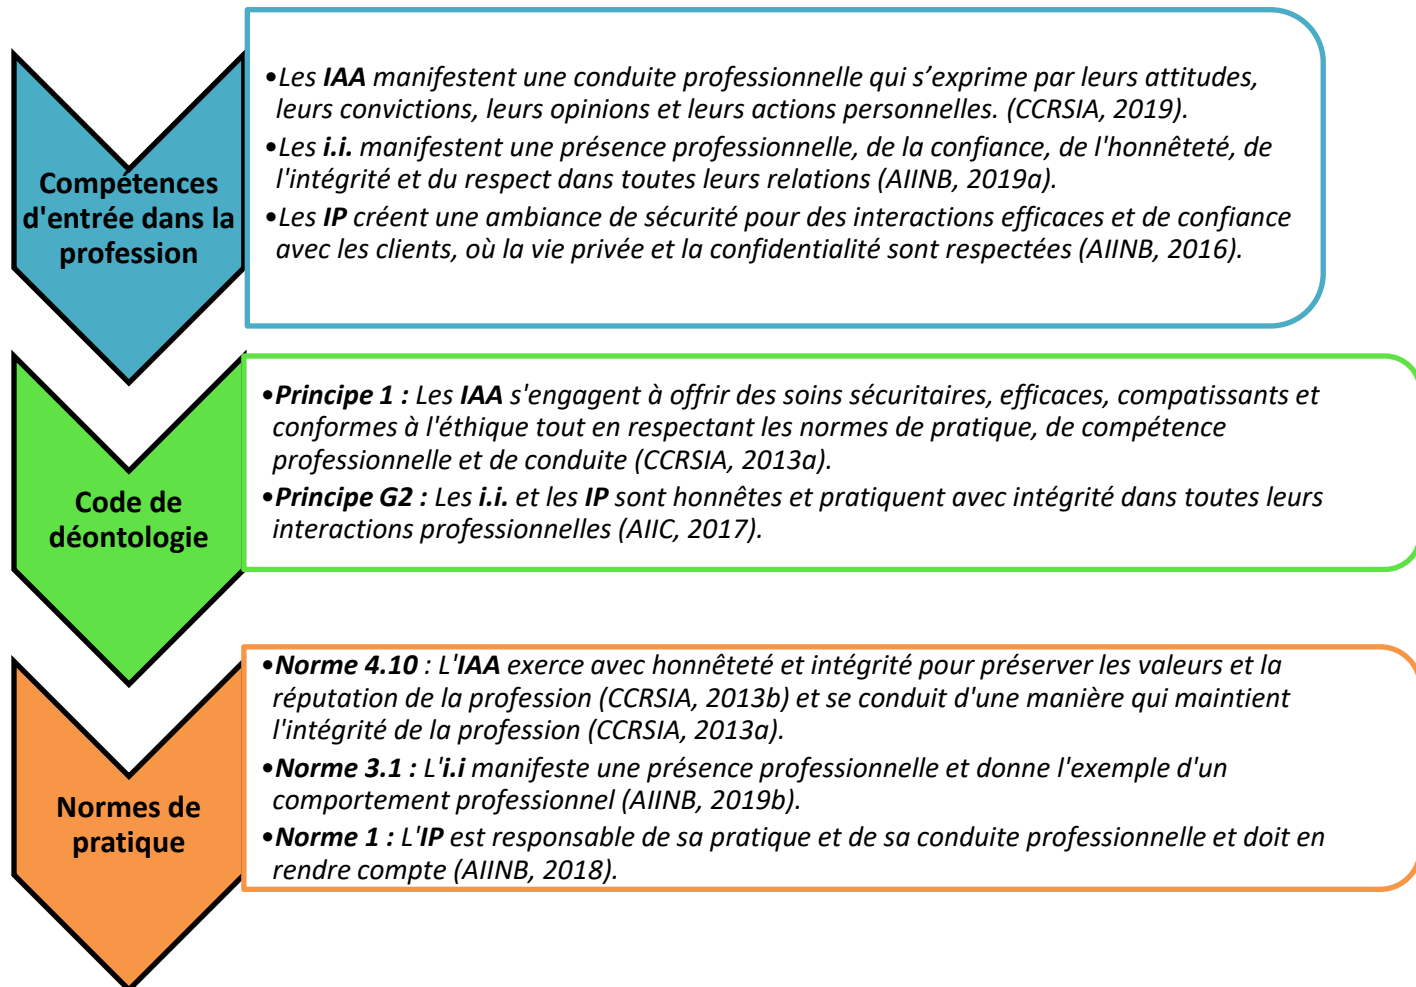 Compétences
d'entrée dans la
profession
•Les IAA manifestent une conduite professionnelle qui s’exprime par leurs attitudes,
leurs convictions, leurs opinions et leurs actions personnelles. (CCRSIA, 2019).
•Les i.i. manifestent une présence professionnelle, de la confiance, de l'honnêteté, de
l'intégrité et du respect dans toutes leurs relations (AIINB, 2019a).
•Les IP créent une ambiance de sécurité pour des interactions efficaces et de confiance
avec les clients, où la vie privée et la confidentialité sont respectées (AIINB, 2016).
Code de
déontologie
•Principe 1 : Les IAA s'engagent à offrir des soins sécuritaires, efficaces, compatissants et
conformes à l'éthique tout en respectant les normes de pratique, de compétence
professionnelle et de conduite (CCRSIA, 2013a).
•Principe G2 : Les i.i. et les IP sont honnêtes et pratiquent avec intégrité dans toutes leurs
interactions professionnelles (AIIC, 2017).
Normes de
pratique
•Norme 4.10 : L'IAA exerce avec honnêteté et intégrité pour préserver les valeurs et la
réputation de la profession (CCRSIA, 2013b) et se conduit d'une manière qui maintient
l'intégrité de la profession (CCRSIA, 2013a).
•Norme 3.1 : L'i.i manifeste une présence professionnelle et donne l'exemple d'un
comportement professionnel (AIINB, 2019b).
•Norme 1 : L'IP est responsable de sa pratique et de sa conduite professionnelle et doit en
rendre compte (AIINB, 2018).